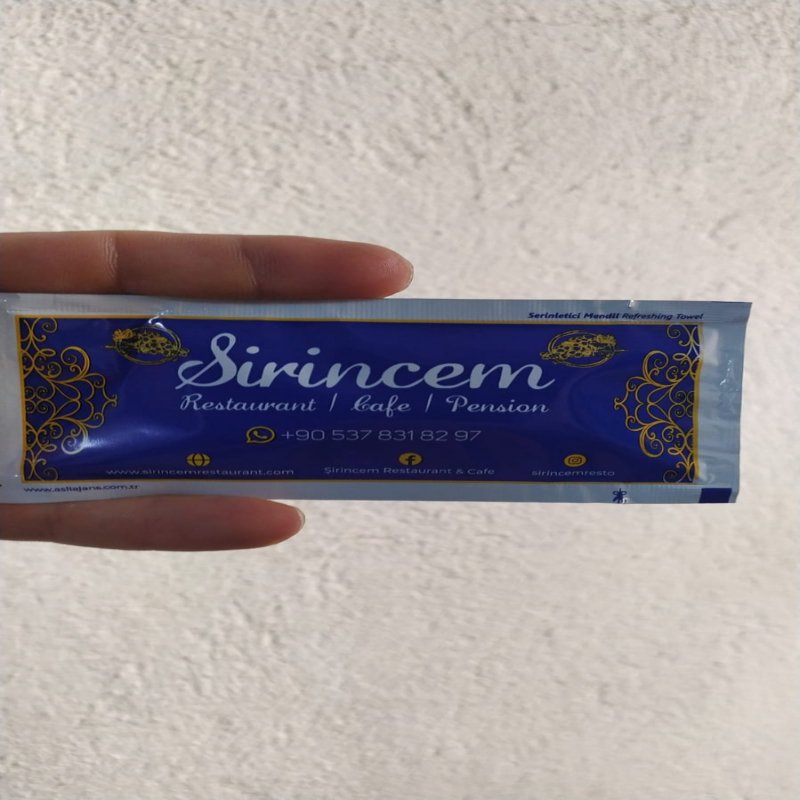 Serinletici Mendil Refreshing Towel
Sirincem
Restaurant / Cafe / Pension
+90 537 831 82 97
www.sirincemrestaurant.com Şirincem Restaurant & Cafe sirincemresto
www.asitajans.com.tr